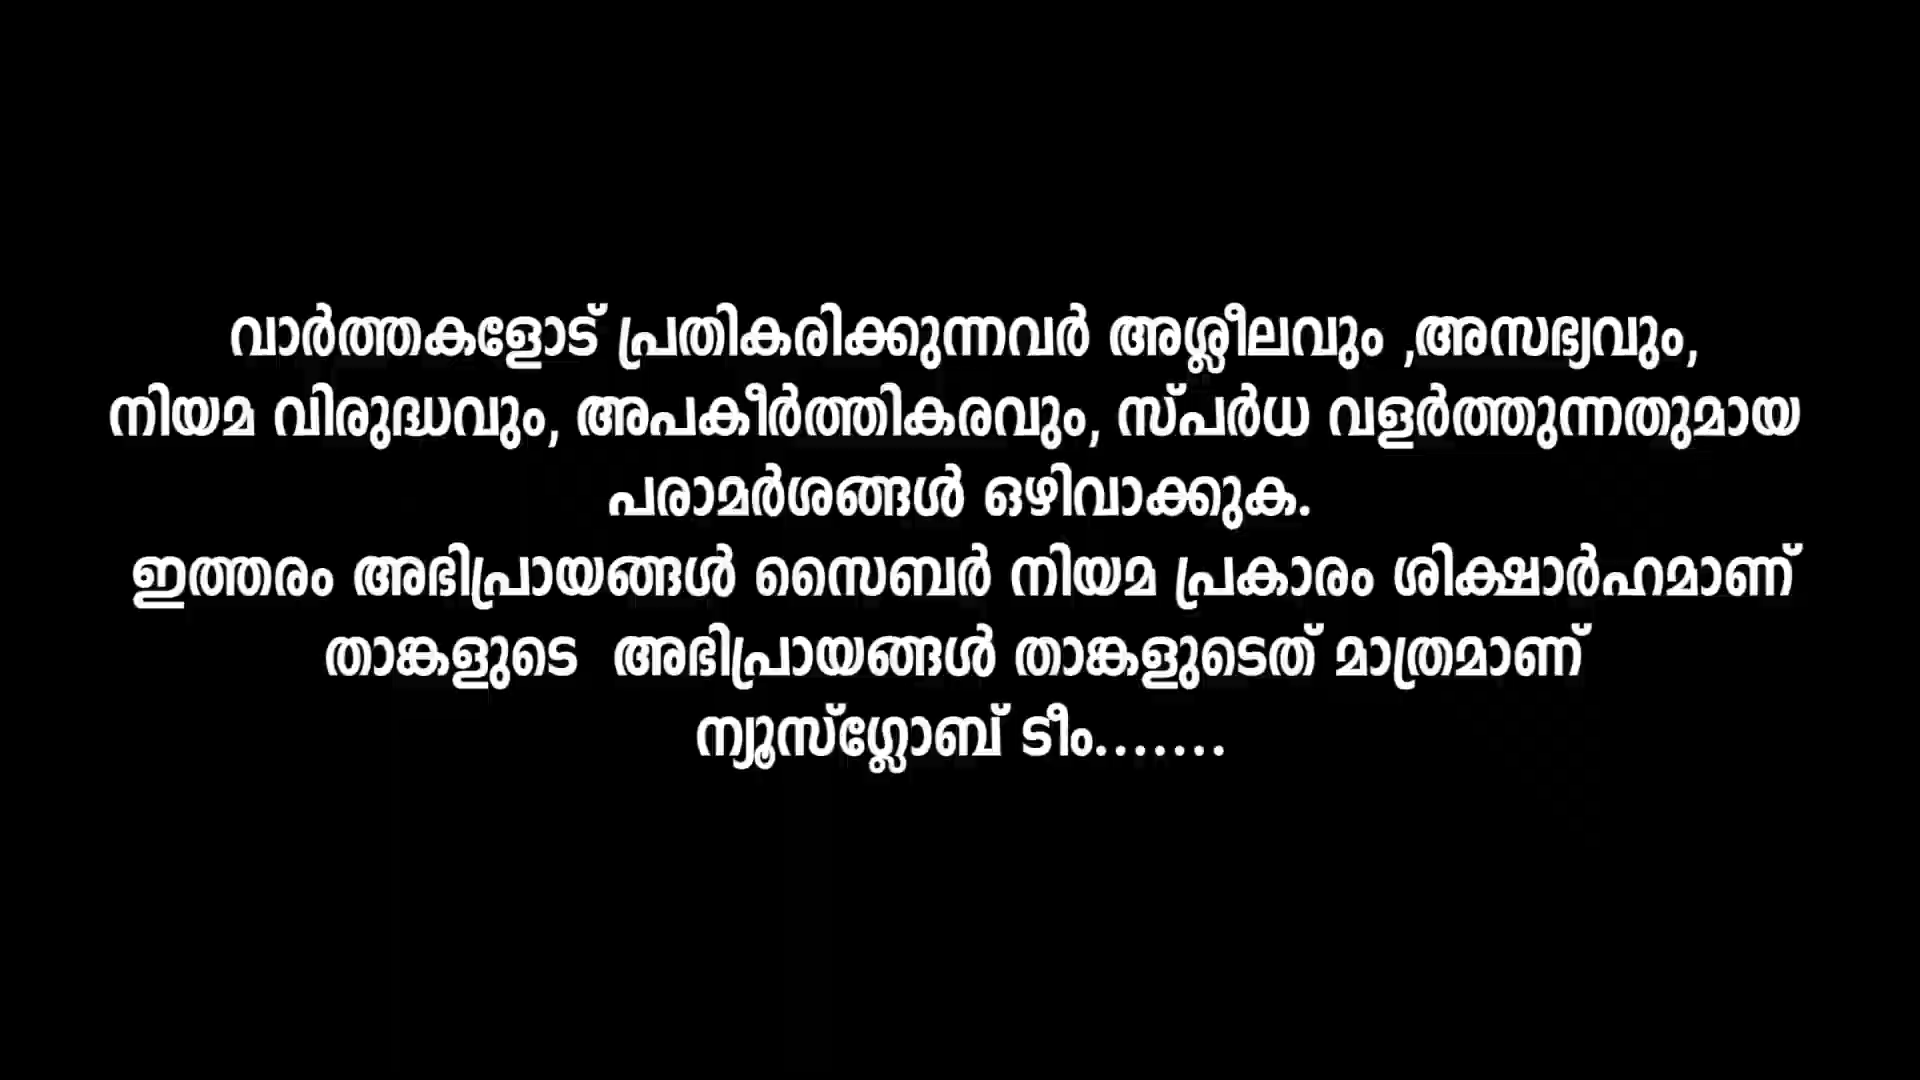 വാർത്തകളോട് പ്രതികരിക്കുന്നവർ അശ്ലീലവും ,അസഭ്യവും,
നിയമ വിരുദ്ധവും, അപകീർത്തികരവും, സ്പർധ വളർത്തുന്നതുമായ
പരാമർശങ്ങൾ ഒഴിവാക്കുക.
ഇത്തരം അഭിപ്രായങ്ങൾ സൈബർ നിയമ പ്രകാരം ശിക്ഷാർഹമാണ്
താങ്കളുടെ  അഭിപ്രായങ്ങൾ താങ്കളുടെത് മാത്രമാണ്
ന്യൂസ്ഗ്ലോബ് ടീം.......